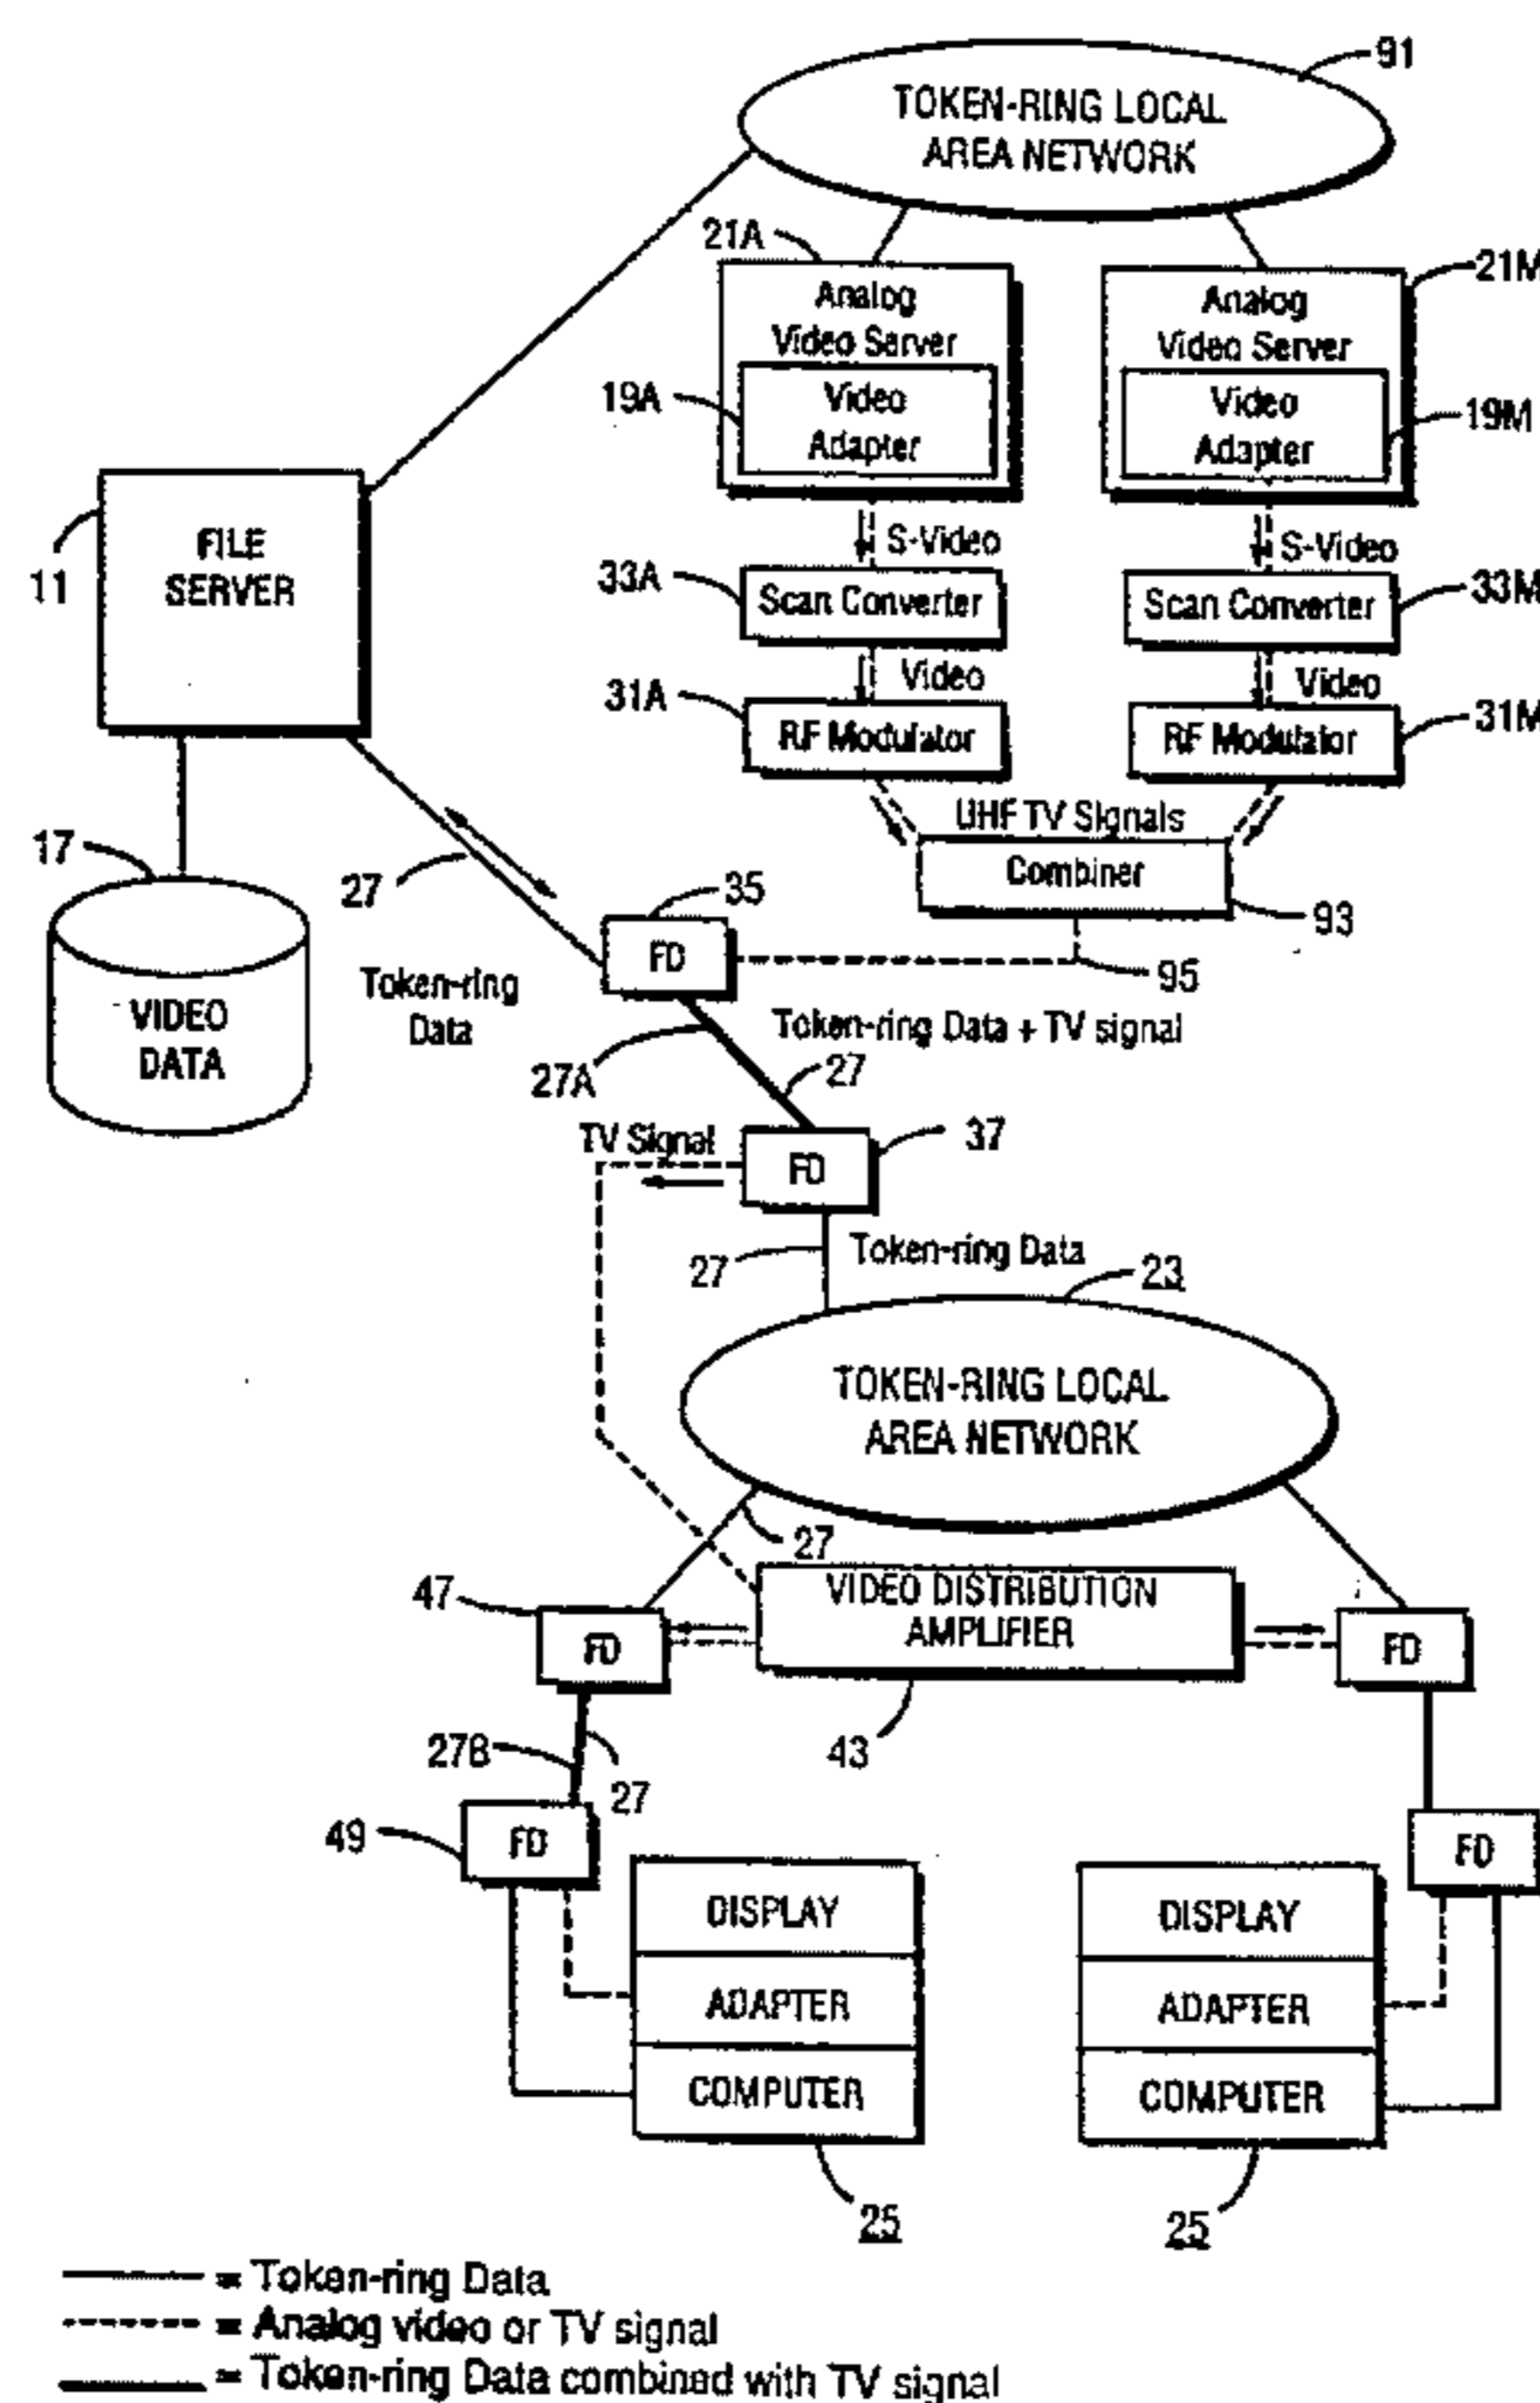 91
TOKEN-RING LOCAL
AREA NETWORK
21A
21M
Analog
Video Server
Analog
Video Server
19A
Video
Adapter
Video
Adapter
19M
S-Video
S-Video
FILE
SERVER
11
33A
Scan Converter
Scan Converter
33M
Video
Video
31A
RF Modulator
RF Modulator
31M
UHF TV Signals
Combiner
93
17
27
35
FD
95
Token-ring
Data
VIDEO
DATA
Token-ring Data + TV signal
27A
27
TV Signal
37
FD
27
Token-ring Data
23
TOKEN-RING LOCAL
AREA NETWORK
27
47
FD
VIDEO DISTRIBUTION
AMPLIFIER
FD
43
27B
27
49
FD
FD
DISPLAY
ADAPTER
COMPUTER
DISPLAY
ADAPTER
COMPUTER
25
25
= Token-ring Data
= Analog video or TV signal
= Token-ring Data combined with TV signal